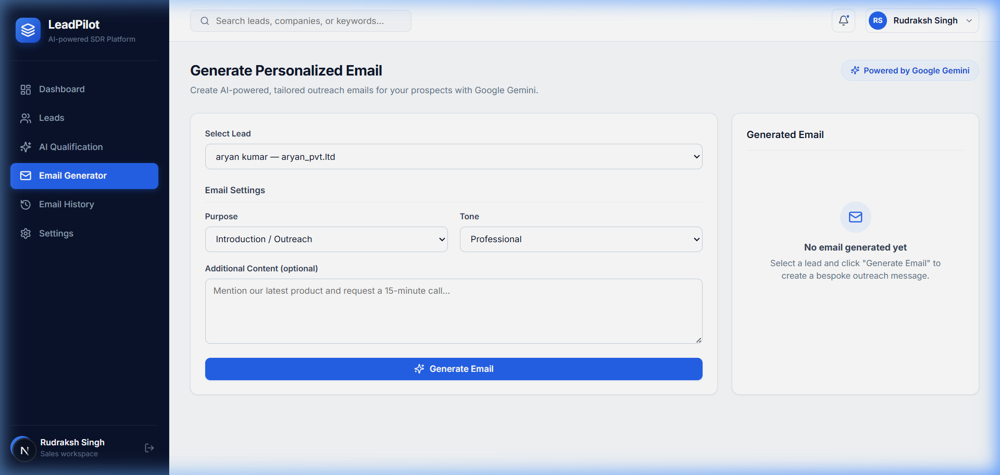 LeadPilot
AI-powered SDR Platform
Dashboard
Leads
AI Qualification
Email Generator
Email History
Settings
N
Rudraksh Singh
Sales workspace
Search leads, companies, or keywords...
RS
Rudraksh Singh
Generate Personalized Email
Create AI-powered, tailored outreach emails for your prospects with Google Gemini.
Powered by Google Gemini
Select Lead
aryan kumar — aryan_pvt.ltd
Email Settings
Purpose
Tone
Introduction / Outreach
Professional
Additional Content (optional)
Mention our latest product and request a 15-minute call...
Generate Email
Generated Email
No email generated yet
Select a lead and click "Generate Email" to
create a bespoke outreach message.